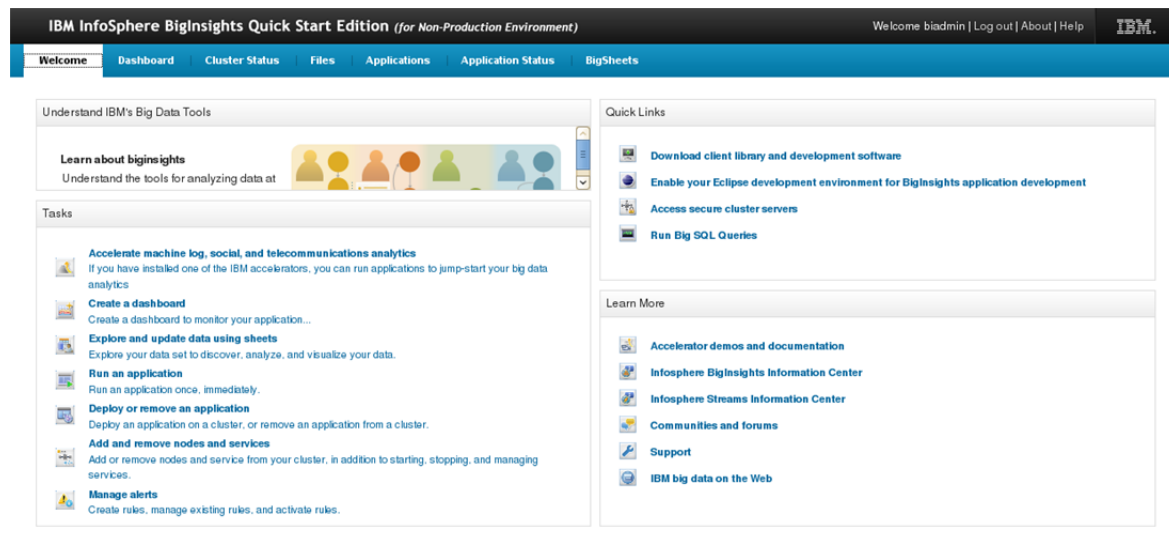 IBM InfoSphere BigInsights Quick Start Edition (for Non-Production Environment)
Welcome biadmin | Log out | About | Help
IBM.
Welcome Dashboard Cluster Status Files Applications Application Status BigSheets
Understand IBM's Big Data Tools
Learn about biginsights
Understand the tools for analyzing data at
Tasks
Accelerate machine log, social, and telecommunications analytics
If you have installed one of the IBM accelerators, you can run applications to jump-start your big data
analytics
Create a dashboard
Create a dashboard to monitor your application...
Explore and update data using sheets
Explore your data set to discover, analyze, and visualize your data.
Run an application
Run an application once, immediately.
Deploy or remove an application
Deploy an application on a cluster, or remove an application from a cluster.
Add and remove nodes and services
Add or remove nodes and service from your cluster, in addition to starting, stopping, and managing
services.
Manage alerts
Create rules, manage existing rules, and activate rules.
Quick Links
Download client library and development software
Enable your Eclipse development environment for BigInsights application development
Access secure cluster servers
Run Big SQL Queries
Learn More
Accelerator demos and documentation
Infosphere BigInsights Information Center
Infosphere Streams Information Center
Communities and forums
Support
IBM big data on the Web